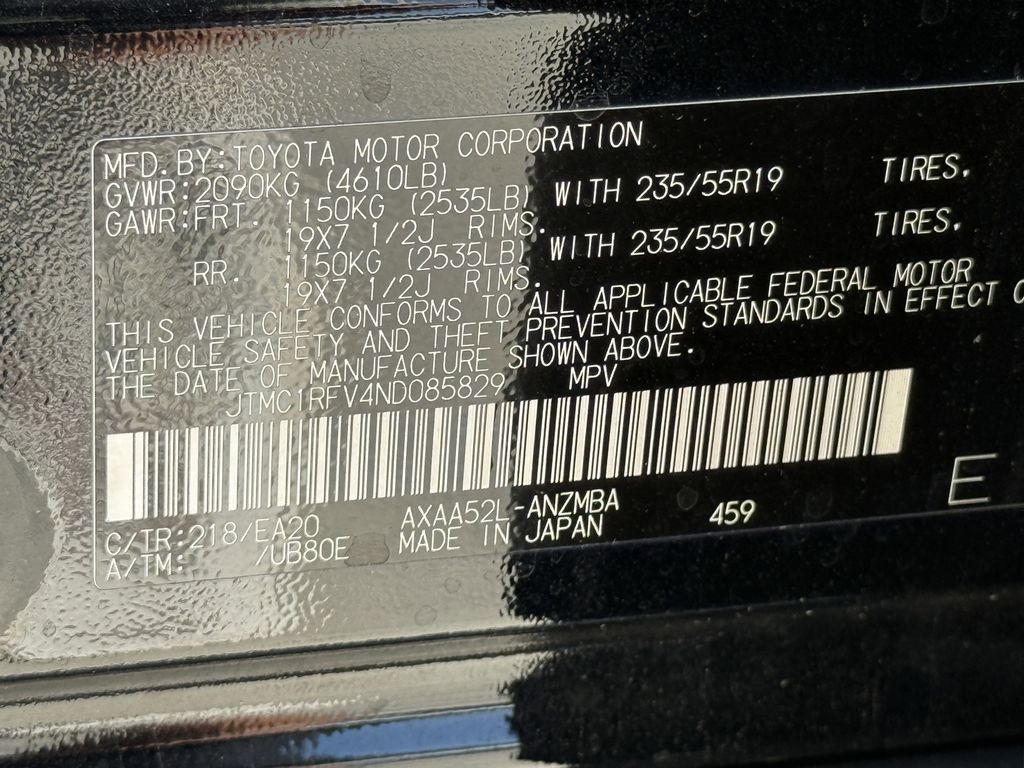 MFD. BY: TOYOTA MOTOR CORPORATION
GVWR: 2090KG (4610LB)
GAWR: FRT. 1150KG (2535LB) WITH 235/55R19 TIRES.
19X7 1/2J RIMS.
RR. 1150KG (2535LB) WITH 235/55R19 TIRES.
19X7 1/2J RIMS.
THIS VEHICLE CONFORMS TO ALL APPLICABLE FEDERAL MOTOR
VEHICLE SAFETY AND THEFT PREVENTION STANDARDS IN EFFECT
THE DATE OF MANUFACTURE SHOWN ABOVE.
JTMC1RFV4ND085829 MPV
C/TR: 218/EA20 AXAA52L-ANZMBA 459 E
A/TM: /UB80E MADE IN JAPAN